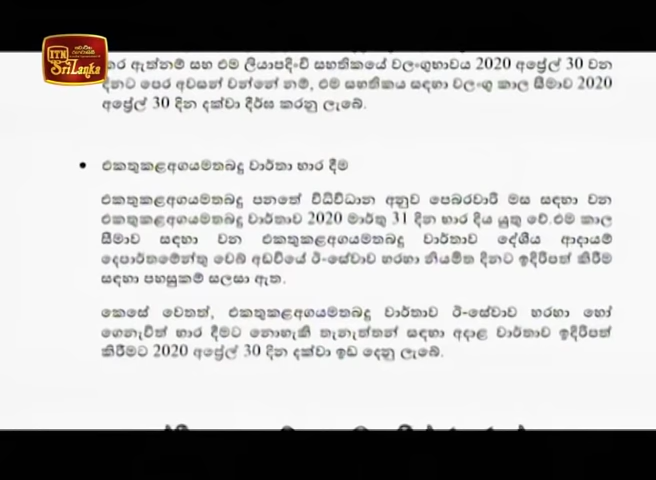 ITN
Sri Lanka
කර ඇත්නම් සහ එම ලියාපදිංචි සහතිකයේ වලංගුභාවය 2020 අප්‍රේල් 30 වන
දිනට පෙර අවසන් වන්නේ නම්, එම සහතිකය සඳහා වලංගු කාල සීමාව 2020
අප්‍රේල් 30 දින දක්වා දීර්ඝ කරනු ලැබේ.
• එකතුකළඅගයමතබදු වාර්තා භාර දීම
එකතුකළඅගයමතබදු පනතේ විධිවිධාන අනුව පෙබරවාරි මස සඳහා වන
එකතුකළඅගයමතබදු වාර්තාව 2020 මාර්තු 31 දින භාර දිය යුතු වේ.එම කාල
සීමාව සඳහා වන එකතුකළඅගයමතබදු වාර්තාව දේශීය ආදායම්
දෙපාර්තමේන්තු වෙබ් අඩවියේ ඊ-සේවාව හරහා නියමිත දිනට ඉදිරිපත් කිරීම
සඳහා පහසුකම් සලසා ඇත.
කෙසේ වෙතත්, එකතුකළඅගයමතබදු වාර්තාව ඊ-සේවාව හරහා හෝ
ගෙනැවිත් භාර දීමට නොහැකි තැනැත්තන් සඳහා අදාළ වාර්තාව ඉදිරිපත්
කිරීමට 2020 අප්‍රේල් 30 දින දක්වා ඉඩ දෙනු ලැබේ.